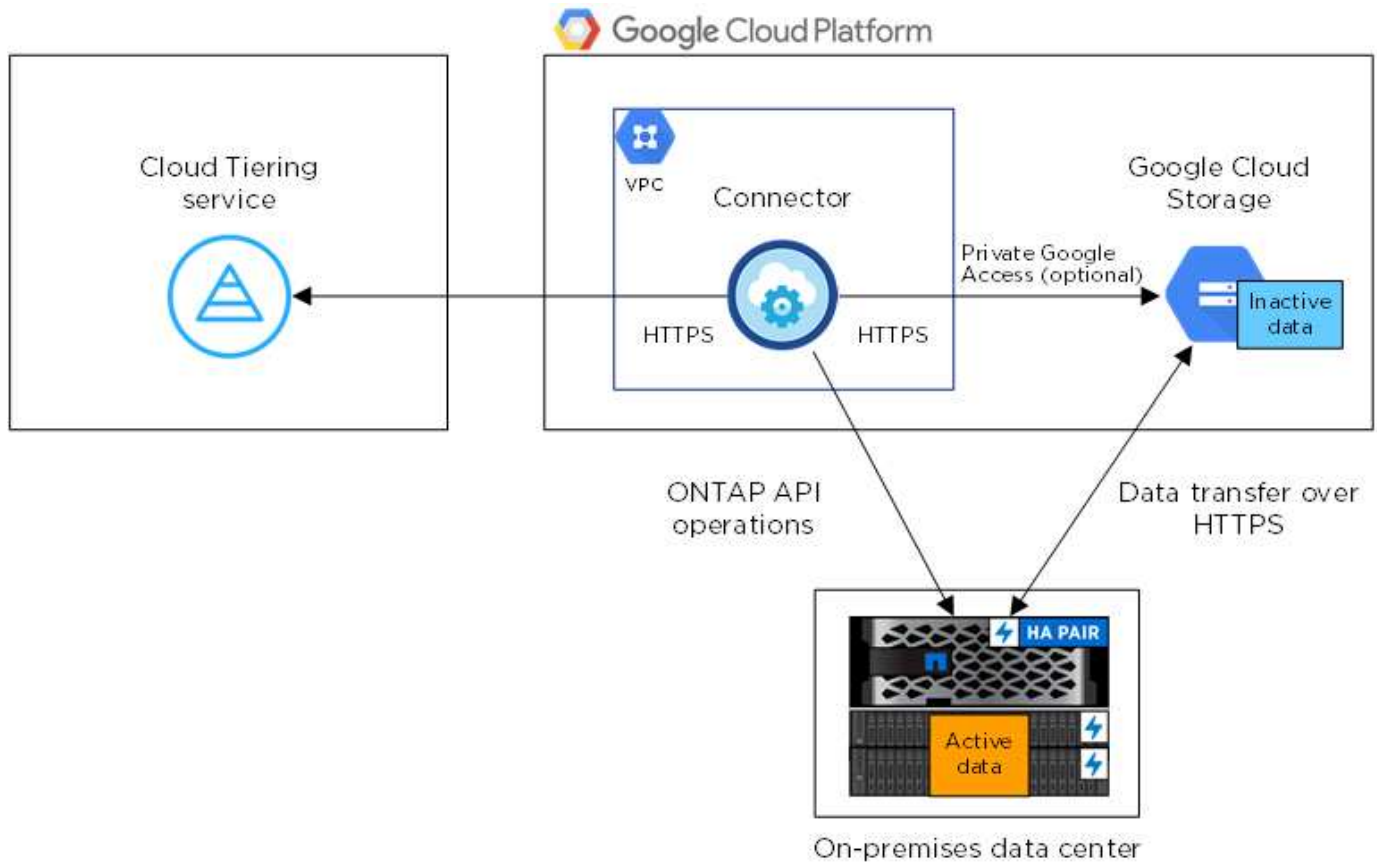 Google Cloud Platform
Cloud Tiering
service
VPC
Connector
Google Cloud
Storage
Private Google
Access (optional)
Inactive
data
HTTPS
HTTPS
ONTAP API
operations
Data transfer over
HTTPS
HA PAIR
Active
data
On-premises data center